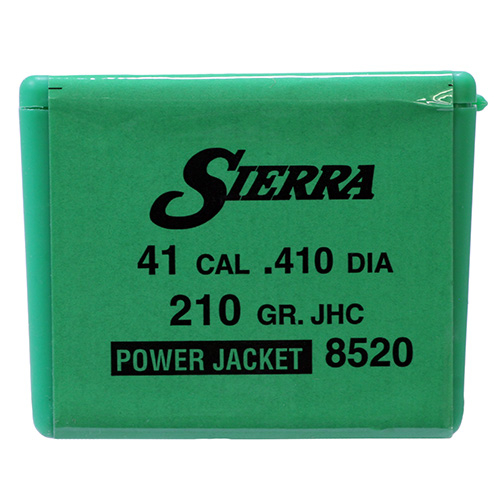 SIERRA
41 CAL .410 DIA
210 GR. JHC
POWER JACKET 8520